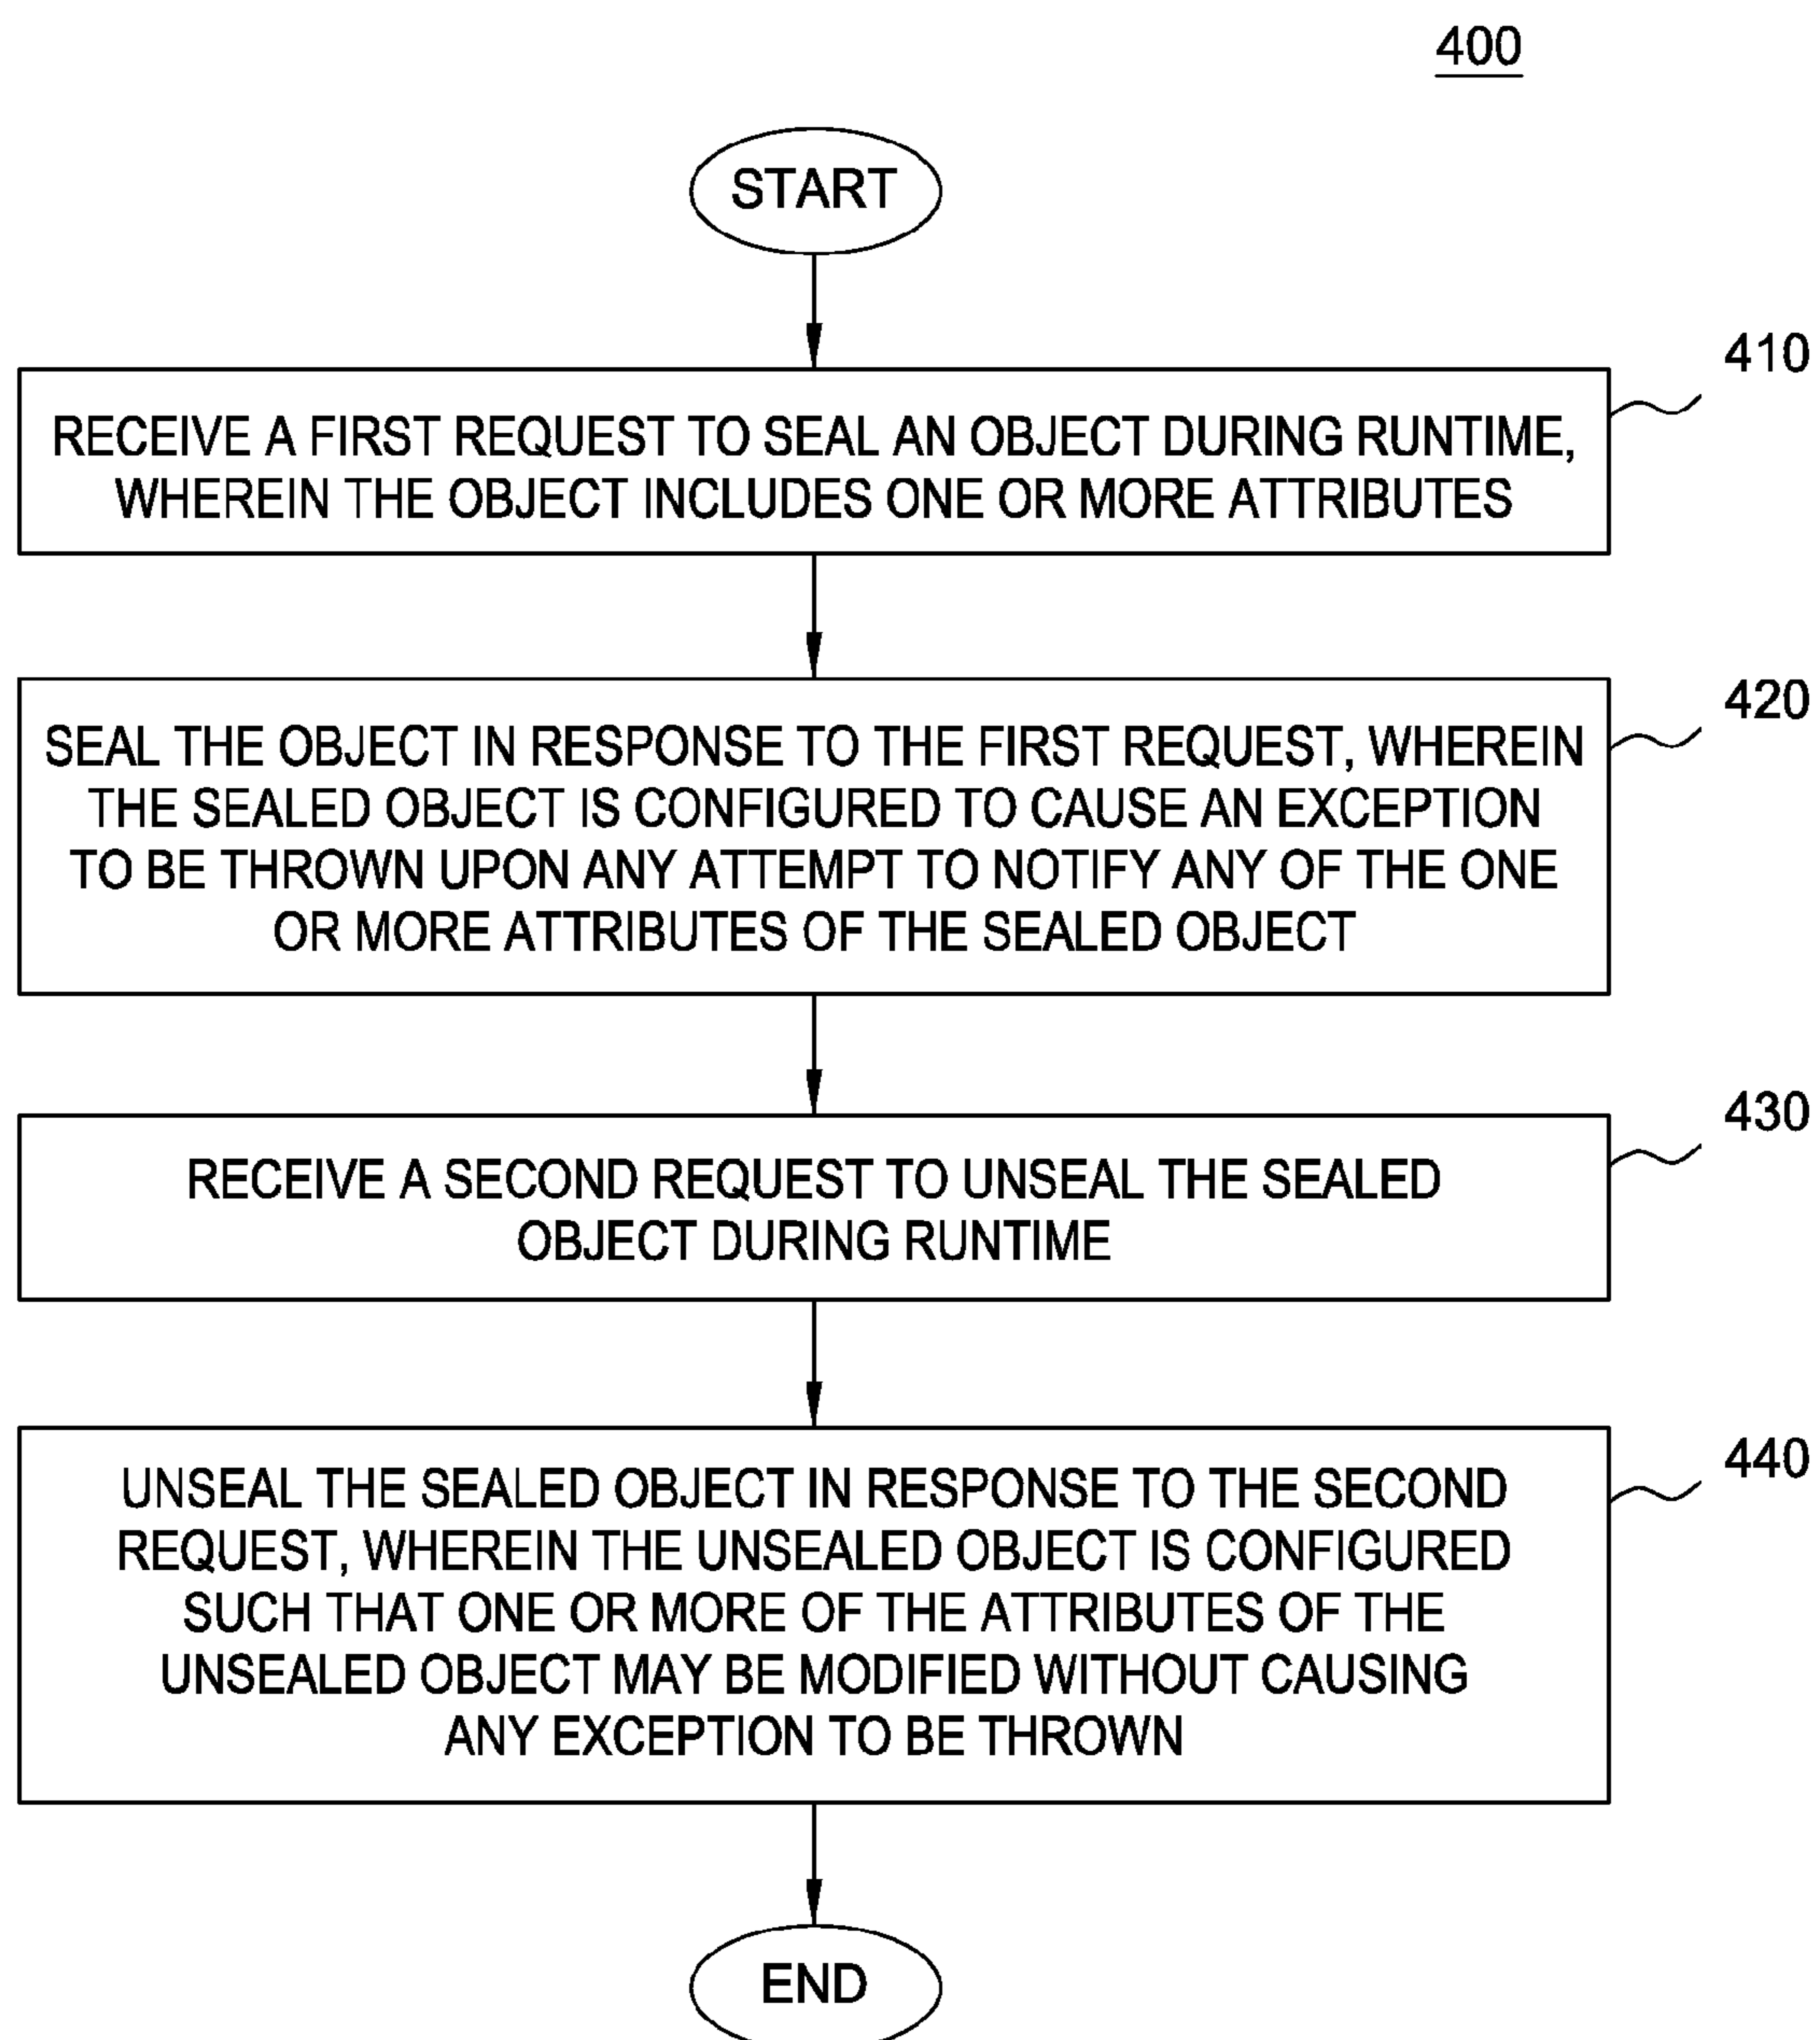 400
START
410
RECEIVE A FIRST REQUEST TO SEAL AN OBJECT DURING RUNTIME,
WHEREIN THE OBJECT INCLUDES ONE OR MORE ATTRIBUTES
420
SEAL THE OBJECT IN RESPONSE TO THE FIRST REQUEST, WHEREIN
THE SEALED OBJECT IS CONFIGURED TO CAUSE AN EXCEPTION
TO BE THROWN UPON ANY ATTEMPT TO NOTIFY ANY OF THE ONE
OR MORE ATTRIBUTES OF THE SEALED OBJECT
430
RECEIVE A SECOND REQUEST TO UNSEAL THE SEALED
OBJECT DURING RUNTIME
440
UNSEAL THE SEALED OBJECT IN RESPONSE TO THE SECOND
REQUEST, WHEREIN THE UNSEALED OBJECT IS CONFIGURED
SUCH THAT ONE OR MORE OF THE ATTRIBUTES OF THE
UNSEALED OBJECT MAY BE MODIFIED WITHOUT CAUSING
ANY EXCEPTION TO BE THROWN
END